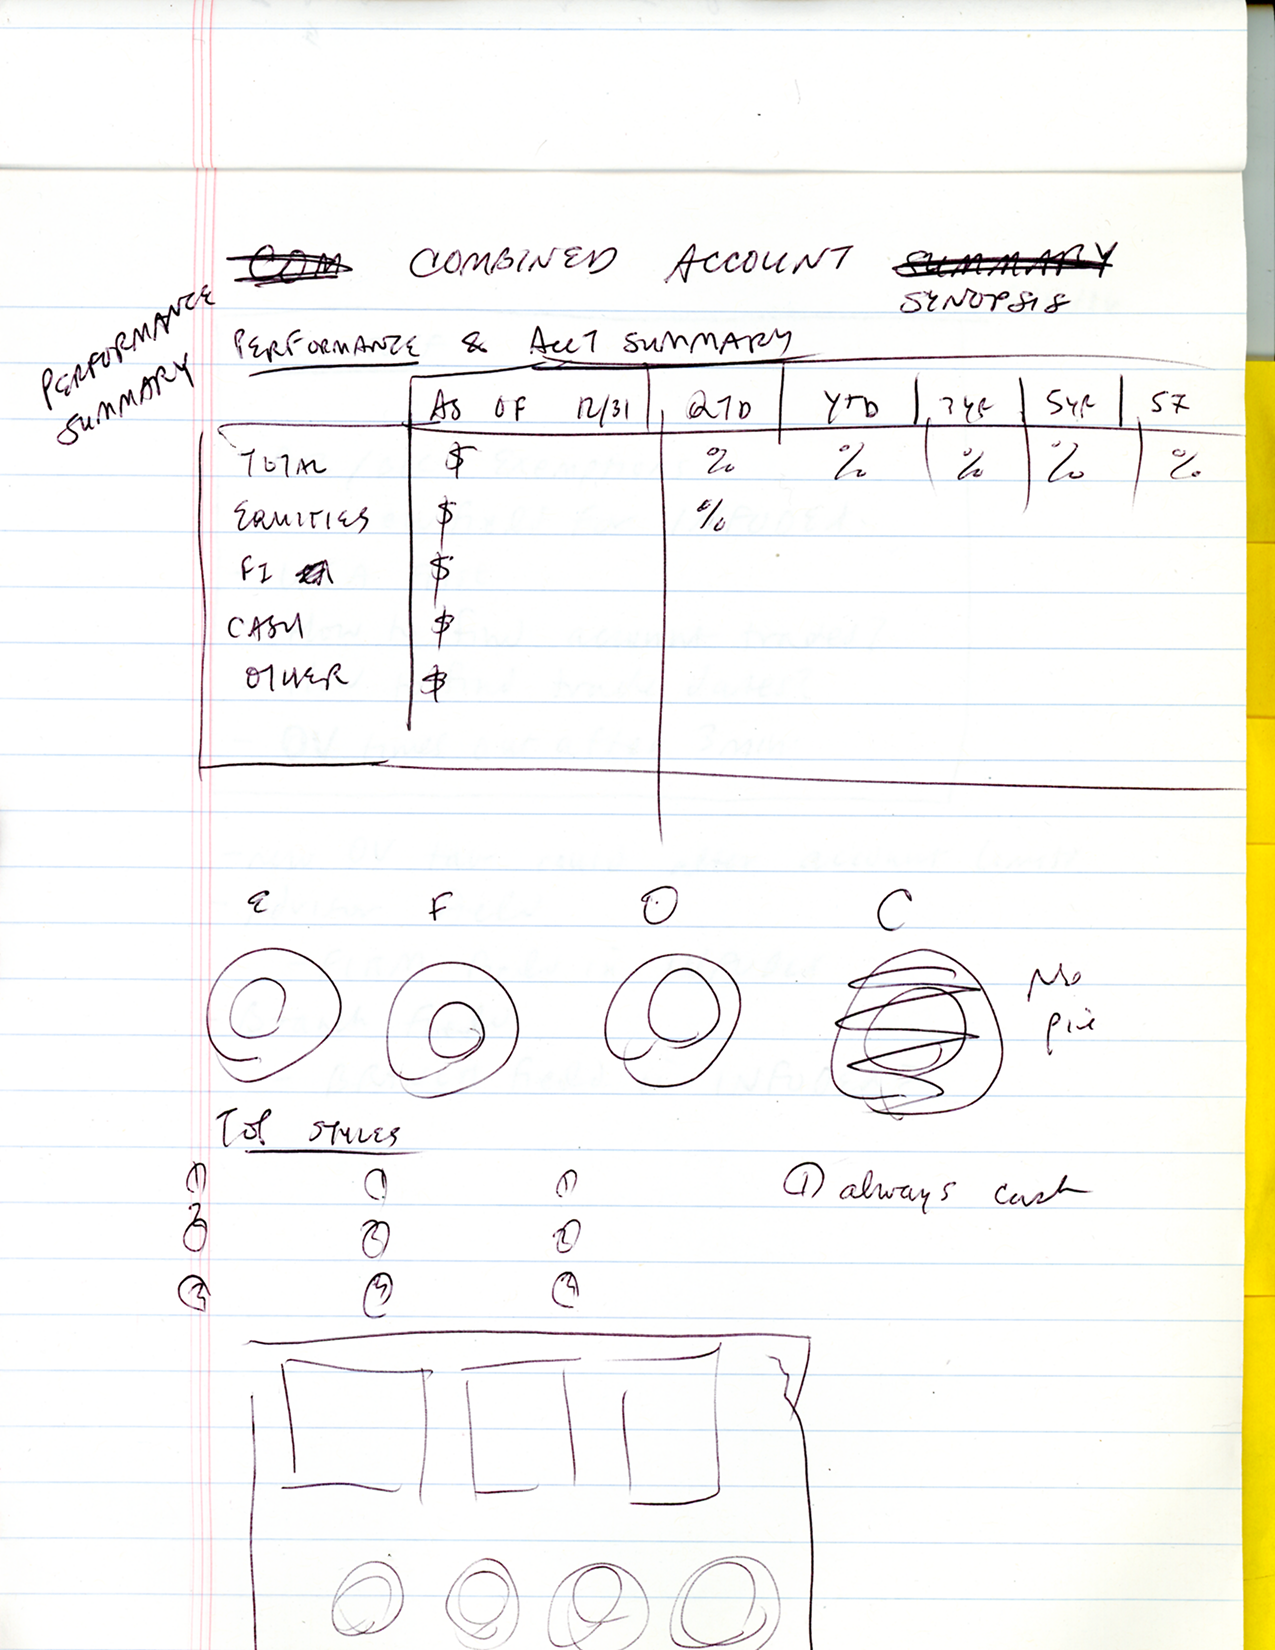 COM COMBINED ACCOUNT SUMMARY
SYNOPSIS
PERFORMANCE
SUMMARY
PERFORMANCE & ACCT SUMMARY
AS OF 12/31 QTD YTD 3YR 5YR SI
TOTAL $ % % % % %
EQUITIES $ %
FI $
CASH $
OTHER $
E F O C
No
pie
TOP STYLES
1 1 1 1 always cash
2 2 2
3 3 3